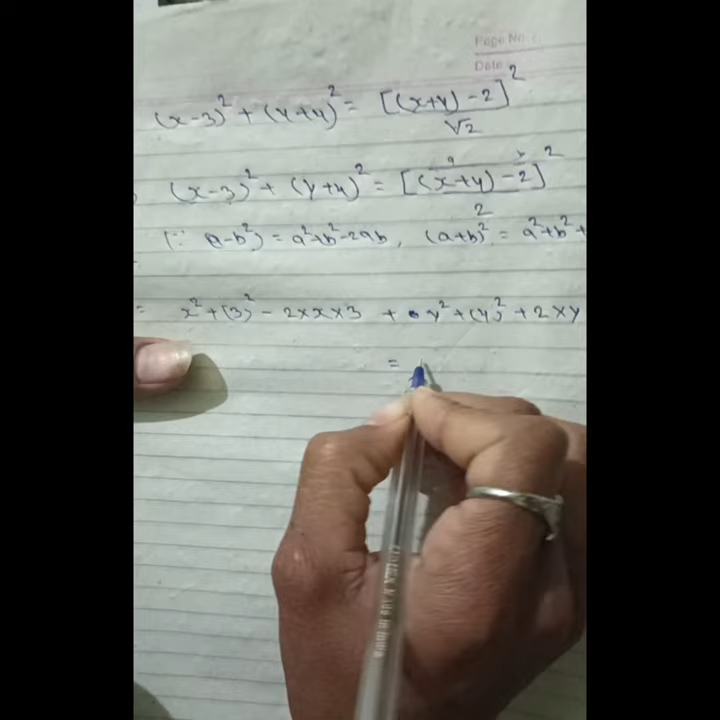 Page No.
Date
(x-3)² + (y+4)² = [(x+y)-2]²
√2
(x-3)² + (y+4)² = [(x+y)-2]²
2
(∵ a-b²) = a²+b²-2ab, (a+b)² = a²+b²+
= x²+(3)² - 2×x×3 + y²+(4)² + 2×y
=